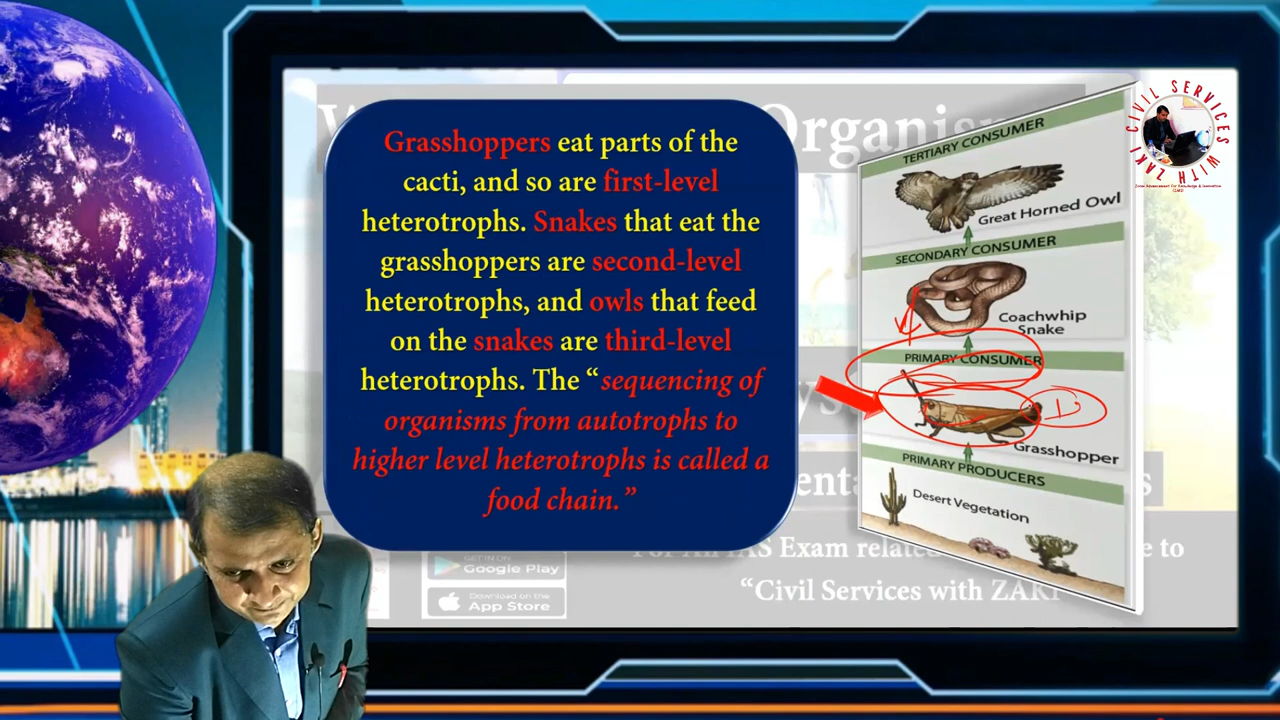 Grasshoppers eat parts of the
cacti, and so are first-level
heterotrophs. Snakes that eat the
grasshoppers are second-level
heterotrophs, and owls that feed
on the snakes are third-level
heterotrophs. The “sequencing of
organisms from autotrophs to
higher level heterotrophs is called a
food chain.”
TERTIARY CONSUMER
Great Horned Owl
SECONDARY CONSUMER
Coachwhip
Snake
PRIMARY CONSUMER
Grasshopper
PRIMARY PRODUCERS
Desert Vegetation
CIVIL SERVICES WITH ZAKI
GET IN ON
Google Play
Download on the
App Store
Exam
to
“Civil Services with ZAKI